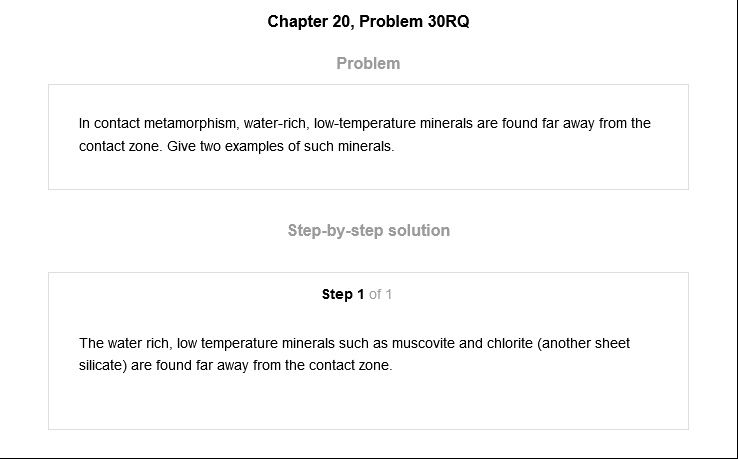 Chapter 20, Problem 30RQ
Problem
In contact metamorphism, water-rich, low-temperature minerals are found far away from the
contact zone. Give two examples of such minerals.
Step-by-step solution
Step 1 of 1
The water rich, low temperature minerals such as muscovite and chlorite (another sheet
silicate) are found far away from the contact zone.